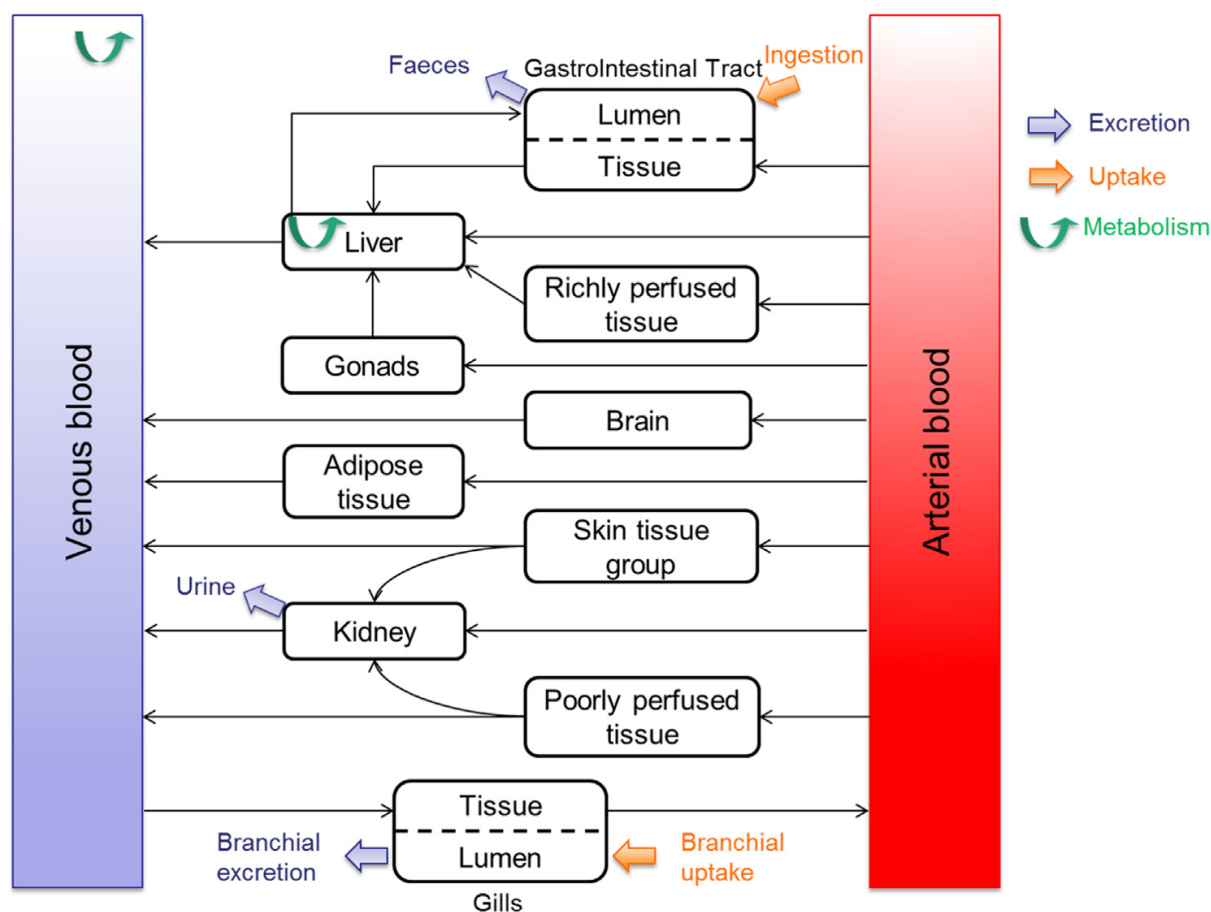 Faeces
GastroIntestinal Tract
Ingestion
Lumen
Tissue
Excretion
Uptake
Metabolism
Liver
Richly perfused
tissue
Gonads
Brain
Adipose
tissue
Skin tissue
group
Urine
Kidney
Poorly perfused
tissue
Venous blood
Arterial blood
Tissue
Lumen
Branchial
excretion
Branchial
uptake
Gills